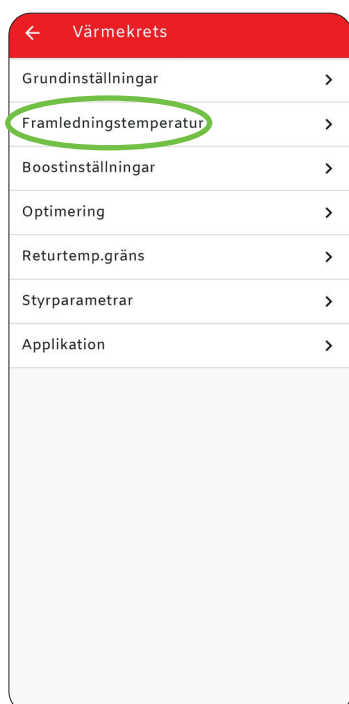 Värmekrets
Grundinställningar
Framledningstemperatur
Boostinställningar
Optimering
Returtemp.gräns
Styrparametrar
Applikation